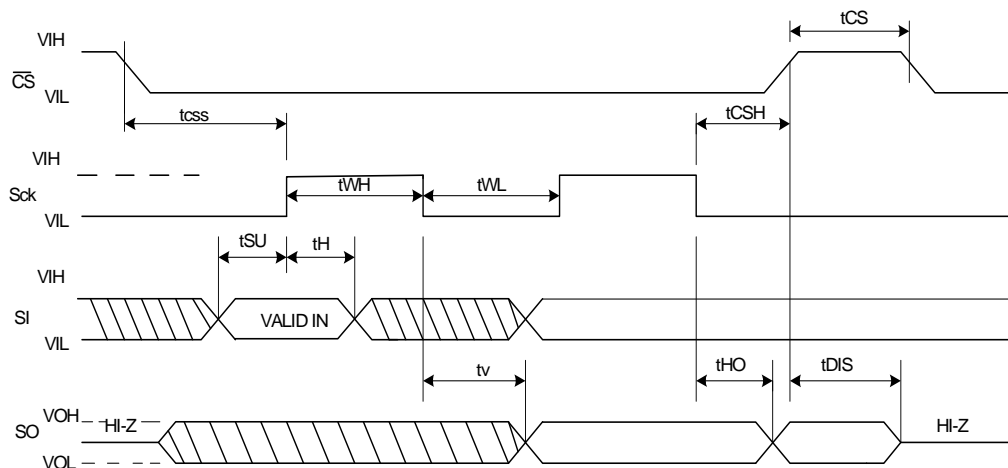 VIH
tCS
CS
VIL
tcss
tCSH
VIH
Sck
tWH
tWL
VIL
tSU
tH
VIH
SI
VALID IN
VIL
tv
tHO
tDIS
VOH
SO
HI-Z
HI-Z
VOL